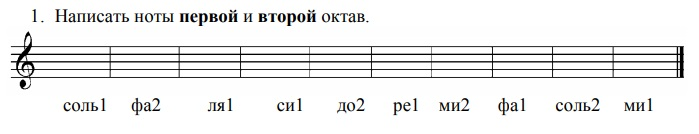 1. Написать ноты первой и второй октав.
соль1 фа2 ля1 си1 до2 ре1 ми2 фа1 соль2 ми1